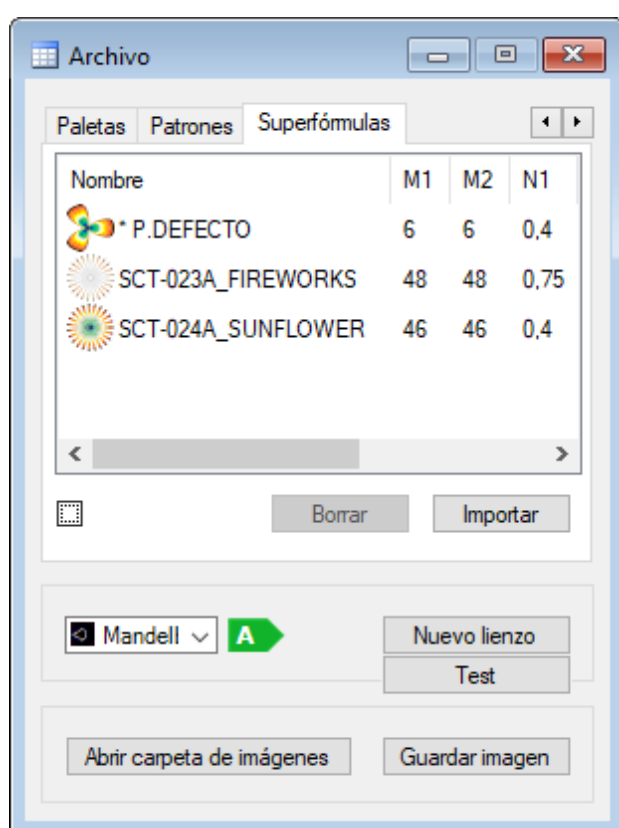 Archivo
Paletas Patrones Superfórmulas
Nombre M1 M2 N1
* P.DEFECTO 6 6 0,4
SCT-023A_FIREWORKS 48 48 0,75
SCT-024A_SUNFLOWER 46 46 0,4
Borrar Importar
Mandell A Nuevo lienzo
Test
Abrir carpeta de imágenes Guardar imagen